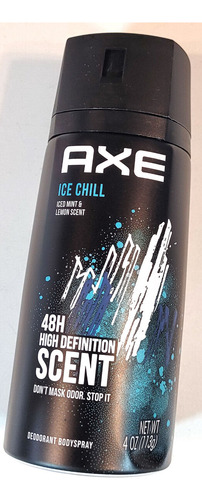 AXE
ICE CHILL
ICED MINT &
LEMON SCENT
48H
HIGH DEFINITION
SCENT
DON'T MASK ODOR. STOP IT
NET WT
4 OZ (113g)
DEODORANT BODYSPRAY